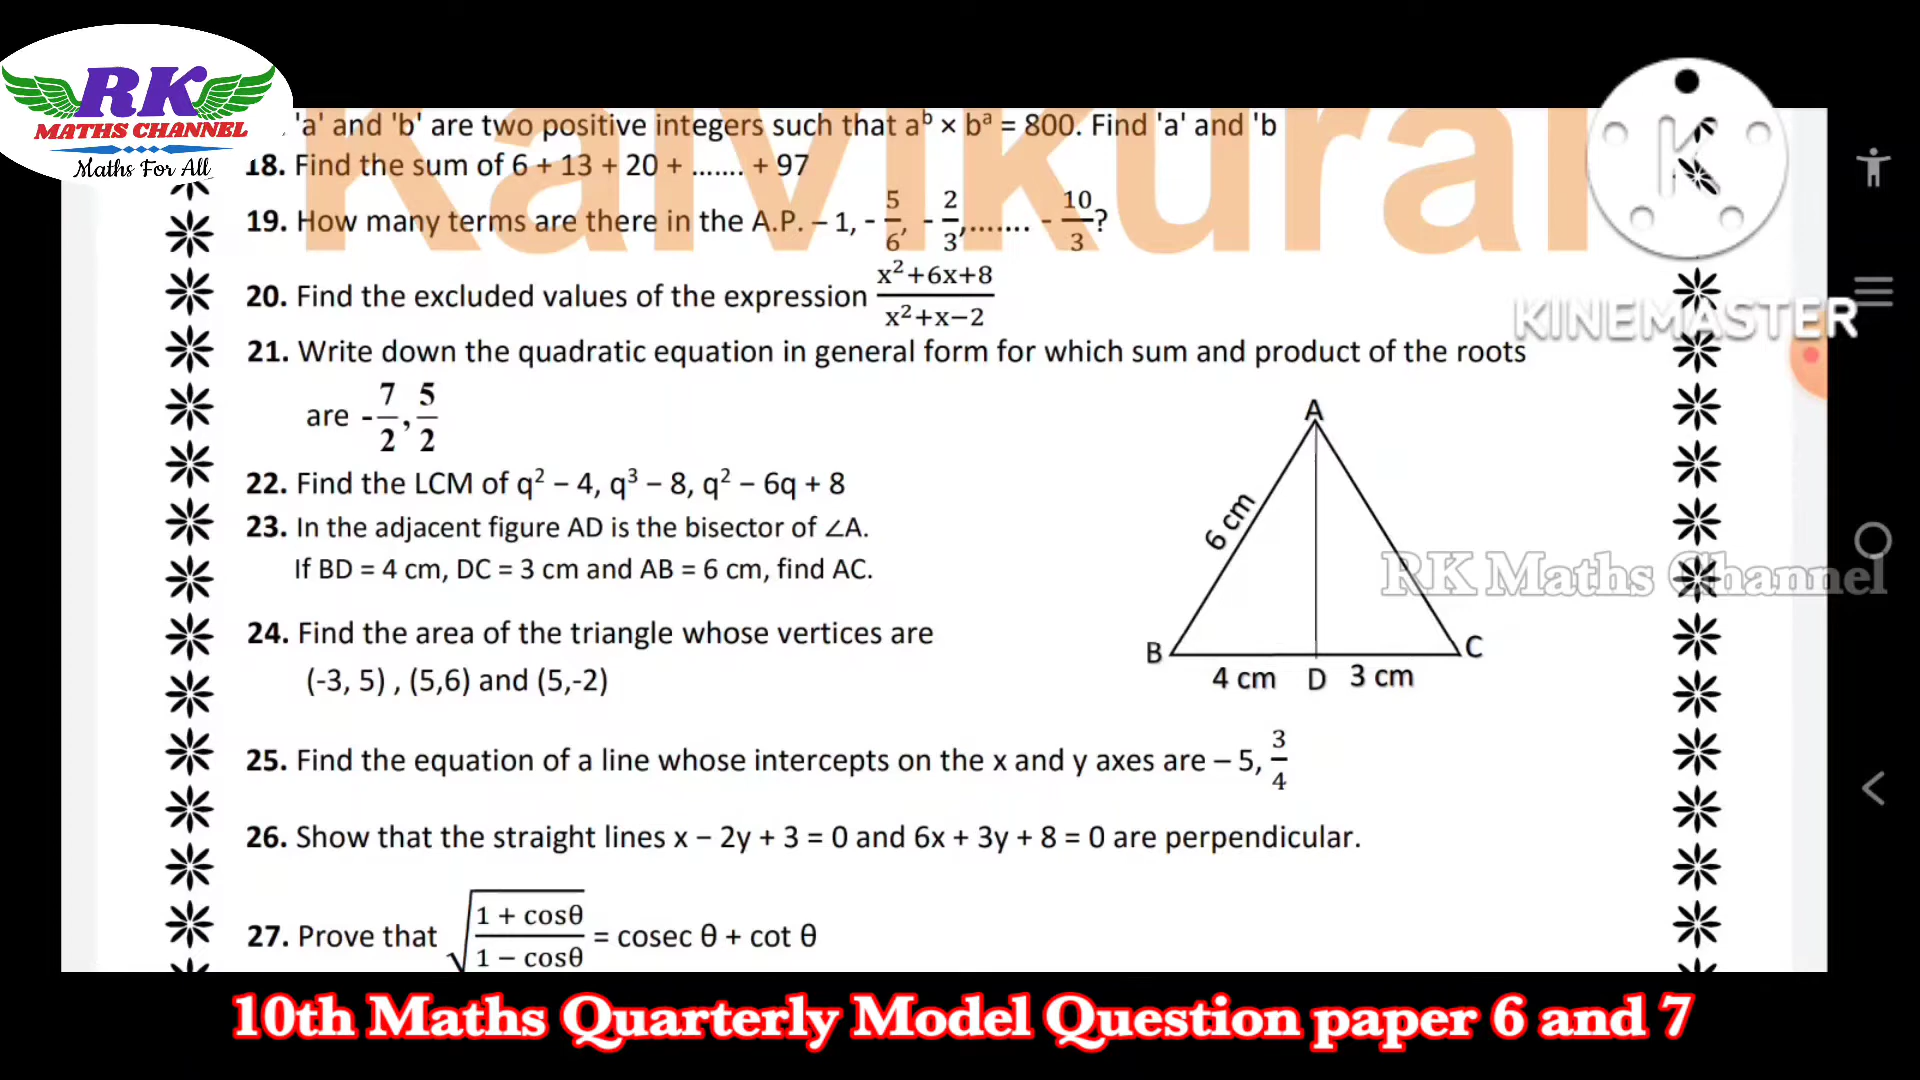 RK
MATHS CHANNEL
Maths For All
Kalvikural
'a' and 'b' are two positive integers such that aᵇ × bᵃ = 800. Find 'a' and 'b
18. Find the sum of 6 + 13 + 20 + ....... + 97
19. How many terms are there in the A.P. – 1, - 5/6, - 2/3,........ - 10/3?
20. Find the excluded values of the expression x²+6x+8 / x²+x−2
21. Write down the quadratic equation in general form for which sum and product of the roots
are - 7/2, 5/2
22. Find the LCM of q² – 4, q³ – 8, q² – 6q + 8
23. In the adjacent figure AD is the bisector of ∠A.
If BD = 4 cm, DC = 3 cm and AB = 6 cm, find AC.
A
6 cm
B
C
4 cm D 3 cm
24. Find the area of the triangle whose vertices are
(-3, 5) , (5,6) and (5,-2)
25. Find the equation of a line whose intercepts on the x and y axes are – 5, 3/4
26. Show that the straight lines x – 2y + 3 = 0 and 6x + 3y + 8 = 0 are perpendicular.
27. Prove that √(1 + cosθ / 1 − cosθ) = cosec θ + cot θ
K
KINEMASTER
RK Maths Channel
10th Maths Quarterly Model Question paper 6 and 7